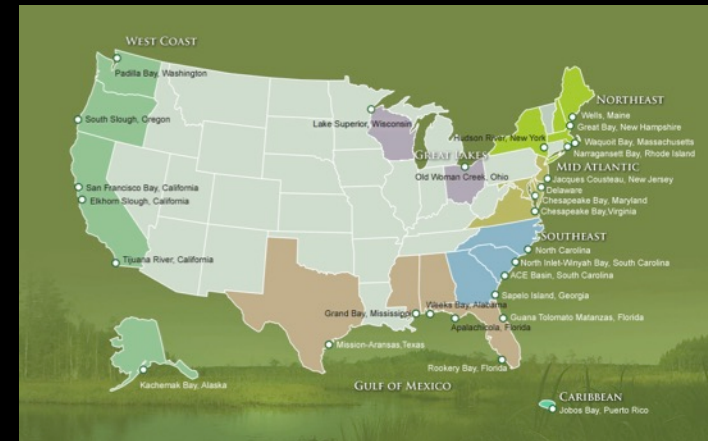 WEST COAST
Padilla Bay, Washington
South Slough, Oregon
San Francisco Bay, California
Elkhorn Slough, California
Tijuana River, California
Kachemak Bay, Alaska
Lake Superior, Wisconsin
GREAT LAKES
Old Woman Creek, Ohio
Hudson River, New York
NORTHEAST
Wells, Maine
Great Bay, New Hampshire
Waquoit Bay, Massachusetts
Narragansett Bay, Rhode Island
MID ATLANTIC
Jacques Cousteau, New Jersey
Delaware
Chesapeake Bay, Maryland
Chesapeake Bay,Virginia
SOUTHEAST
North Carolina
North Inlet-Winyah Bay, South Carolina
ACE Basin, South Carolina
Sapelo Island, Georgia
Guana Tolomato Matanzas, Florida
Weeks Bay, Alabama
Grand Bay, Mississippi
Apalachicola, Florida
Mission-Aransas,Texas
Rookery Bay, Florida
GULF OF MEXICO
CARIBBEAN
Jobos Bay, Puerto Rico